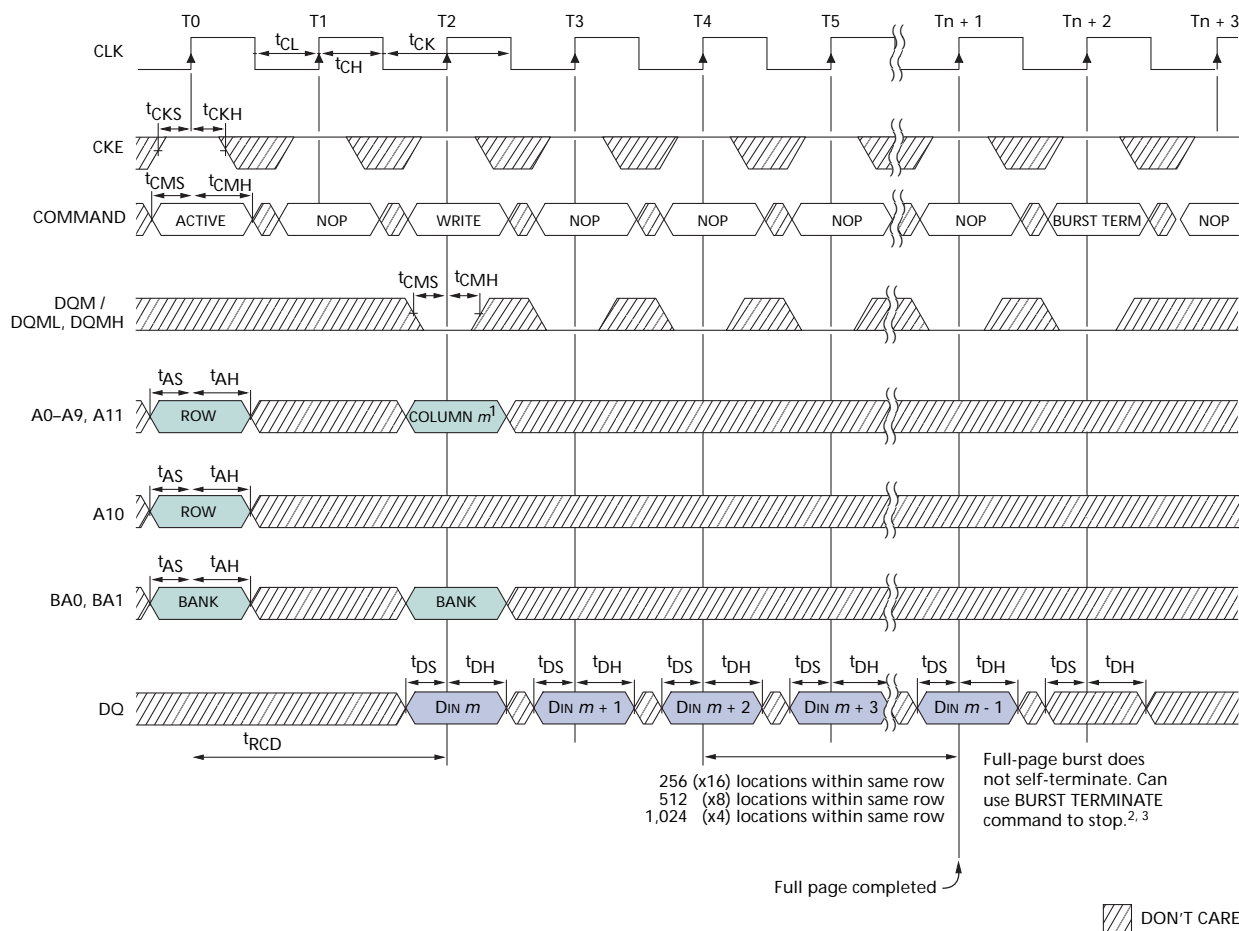 T0 T1 T2 T3 T4 T5 Tn + 1 Tn + 2 Tn + 3
CLK
tCL
tCH
tCK
tCKS tCKH
CKE
tCMS tCMH
COMMAND ACTIVE NOP WRITE NOP NOP NOP NOP BURST TERM NOP
tCMS tCMH
DQM /
DQML, DQMH
tAS tAH
A0–A9, A11 ROW COLUMN m1
tAS tAH
A10 ROW
tAS tAH
BA0, BA1 BANK BANK
tDS tDH tDS tDH tDS tDH tDS tDH tDS tDH tDS tDH
DQ DIN m DIN m + 1 DIN m + 2 DIN m + 3 DIN m - 1
tRCD
256 (x16) locations within same row
512 (x8) locations within same row
1,024 (x4) locations within same row
Full-page burst does
not self-terminate. Can
use BURST TERMINATE
command to stop.2, 3
Full page completed
DON'T CARE